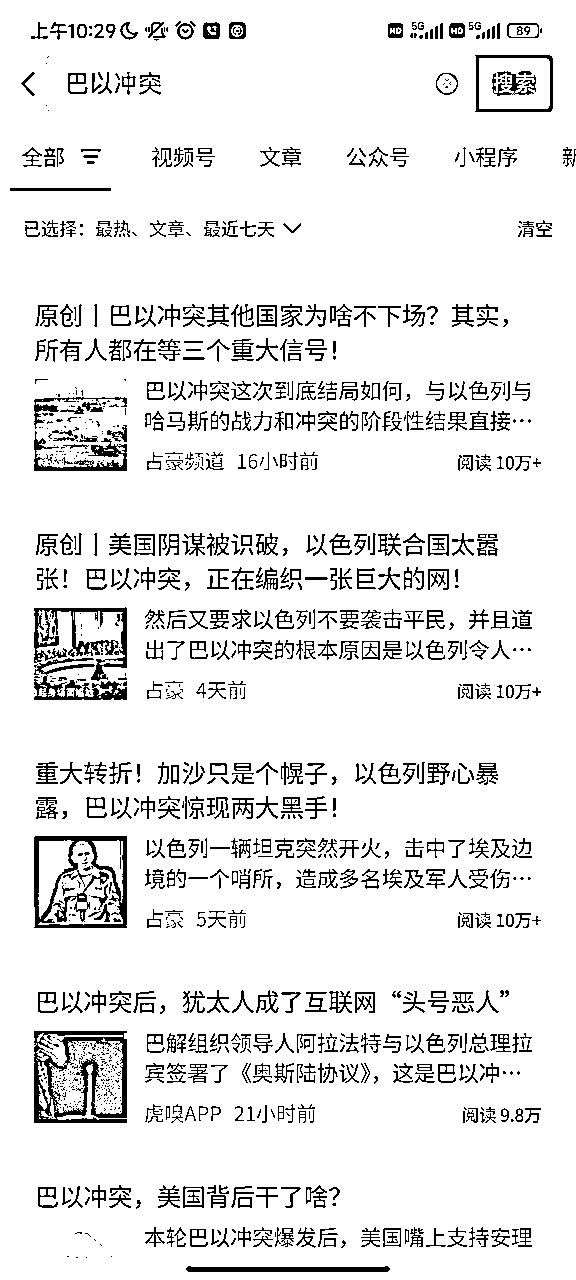 上午10:29 HD 5G HD 5G 89
巴以冲突 搜索
全部 视频号 文章 公众号 小程序 新
已选择：最热、文章、最近七天 清空
原创丨巴以冲突其他国家为啥不下场？其实，
所有人都在等三个重大信号！
巴以冲突这次到底结局如何，与以色列与
哈马斯的战力和冲突的阶段性结果直接…
占豪频道 16小时前 阅读 10万+
原创丨美国阴谋被识破，以色列联合国太嚣
张！巴以冲突，正在编织一张巨大的网！
然后又要求以色列不要袭击平民，并且道
出了巴以冲突的根本原因是以色列令人…
占豪 4天前 阅读 10万+
重大转折！加沙只是个幌子，以色列野心暴
露，巴以冲突惊现两大黑手！
以色列一辆坦克突然开火，击中了埃及边
境的一个哨所，造成多名埃及军人受伤…
占豪 5天前 阅读 10万+
巴以冲突后，犹太人成了互联网“头号恶人”
巴解组织领导人阿拉法特与以色列总理拉
宾签署了《奥斯陆协议》，这是巴以冲…
虎嗅APP 21小时前 阅读 9.8万
巴以冲突，美国背后干了啥？
本轮巴以冲突爆发后，美国嘴上支持安理